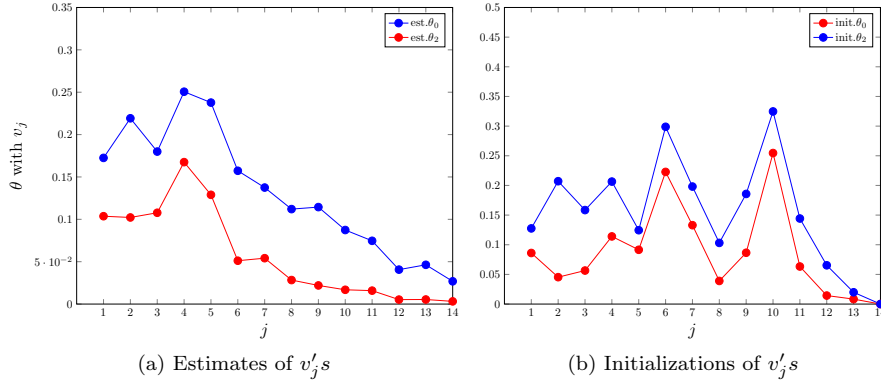 0.35
0.3
0.25
0.2
0.15
0.1
5 · 10⁻²
0
θ with v_j
est.θ₀
est.θ₂
1 2 3 4 5 6 7 8 9 10 11 12 13 14
j
(a) Estimates of v′_j s
0.5
0.45
0.4
0.35
0.3
0.25
0.2
0.15
0.1
0.05
0
init.θ₀
init.θ₂
1 2 3 4 5 6 7 8 9 10 11 12 13 1
j
(b) Initializations of v′_j s